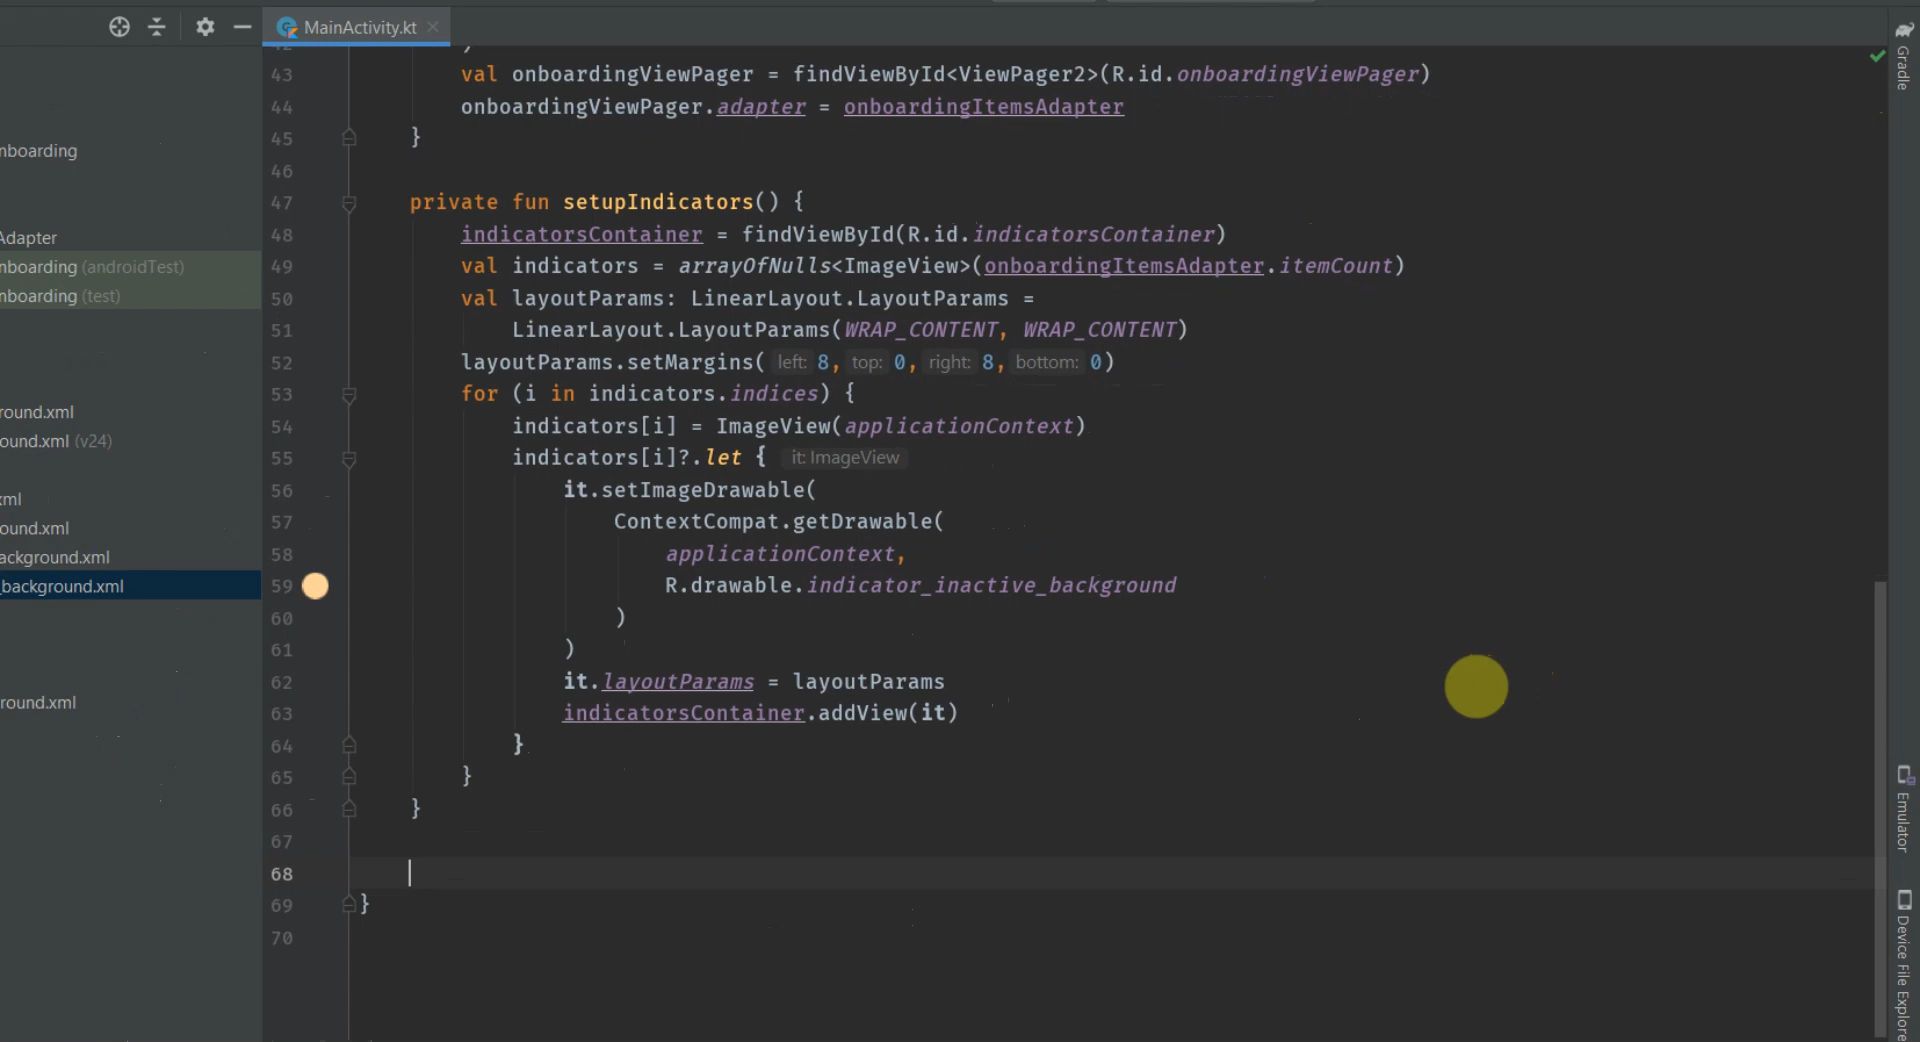 MainActivity.kt
nboarding
Adapter
nboarding (androidTest)
nboarding (test)
round.xml
ound.xml (v24)
xml
ound.xml
ackground.xml
_background.xml
round.xml
43 val onboardingViewPager = findViewById<ViewPager2>(R.id.onboardingViewPager)
44 onboardingViewPager.adapter = onboardingItemsAdapter
45 }
46
47 private fun setupIndicators() {
48 indicatorsContainer = findViewById(R.id.indicatorsContainer)
49 val indicators = arrayOfNulls<ImageView>(onboardingItemsAdapter.itemCount)
50 val layoutParams: LinearLayout.LayoutParams =
51 LinearLayout.LayoutParams(WRAP_CONTENT, WRAP_CONTENT)
52 layoutParams.setMargins( left: 8, top: 0, right: 8, bottom: 0)
53 for (i in indicators.indices) {
54 indicators[i] = ImageView(applicationContext)
55 indicators[i]?.let { it: ImageView
56 it.setImageDrawable(
57 ContextCompat.getDrawable(
58 applicationContext,
59 R.drawable.indicator_inactive_background
60 )
61 )
62 it.layoutParams = layoutParams
63 indicatorsContainer.addView(it)
64 }
65 }
66 }
67
68
69 }
70
Gradle
Emulator
Device File Explore